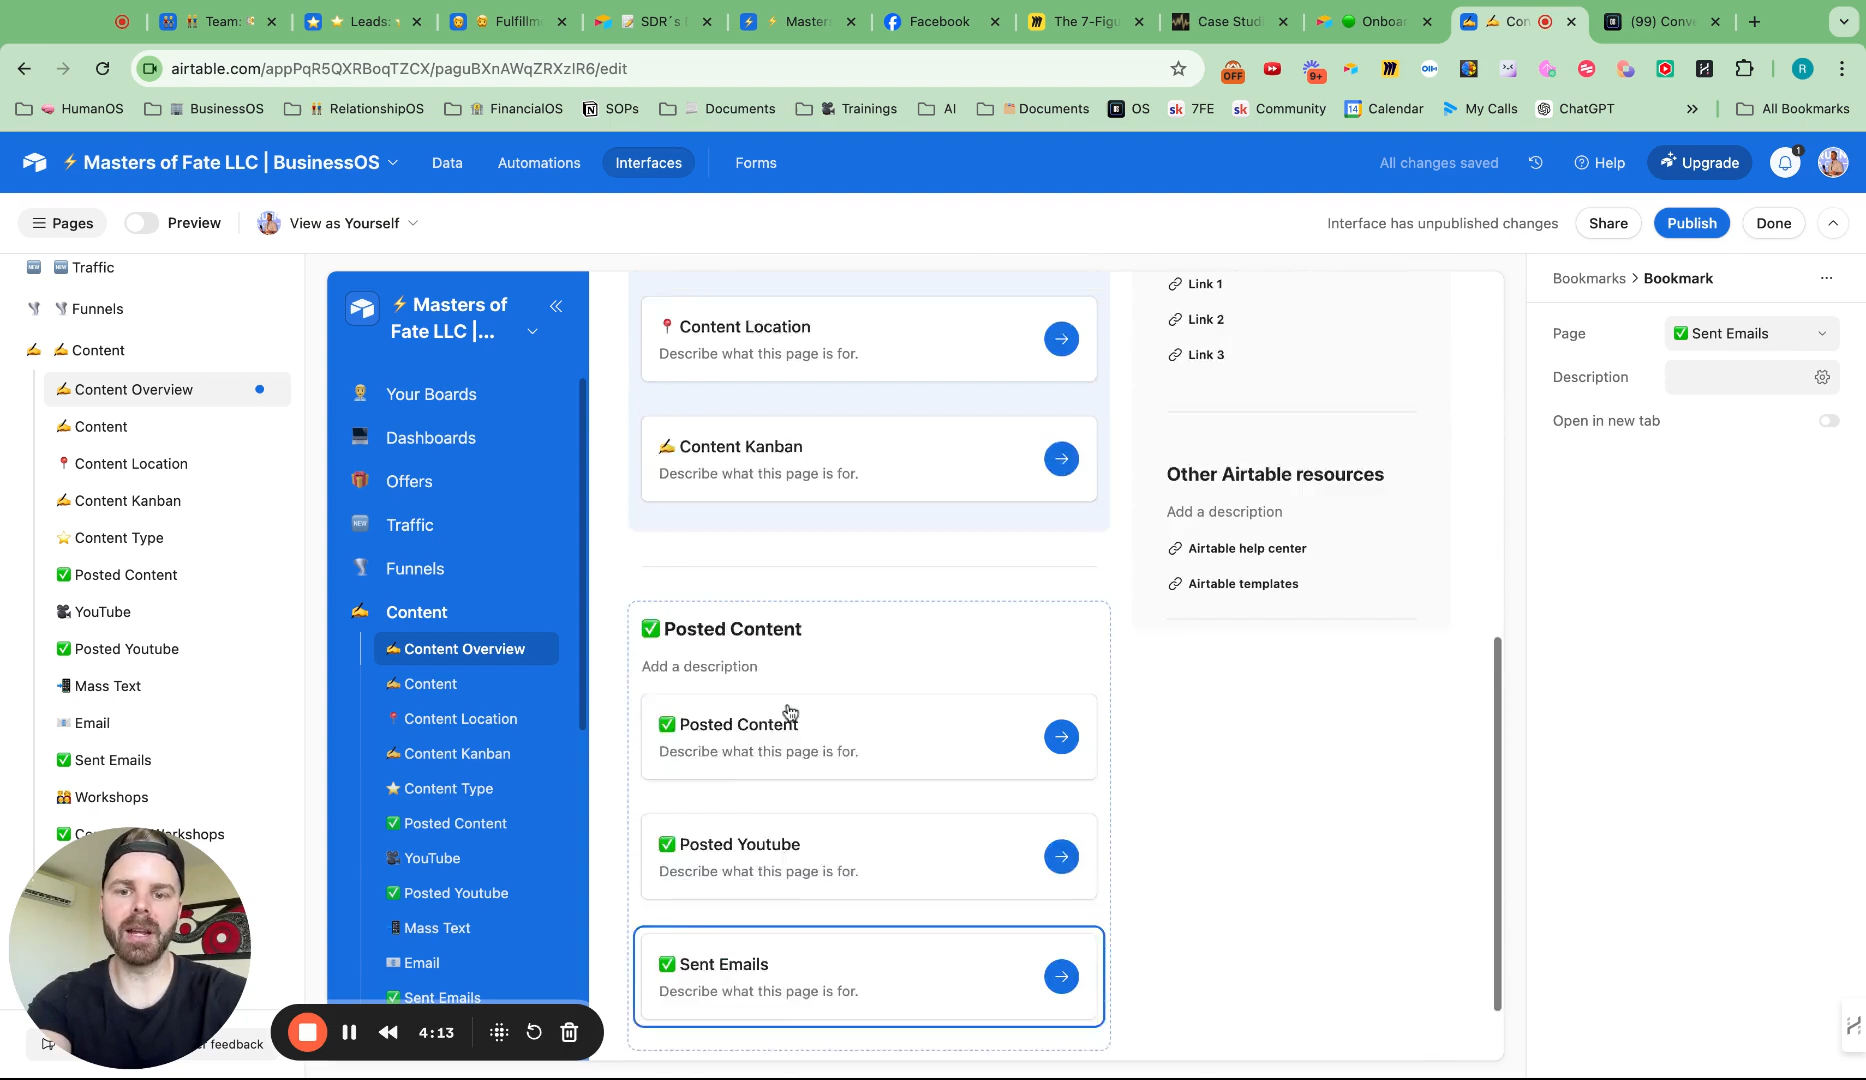 Team:
Leads:
Fulfillm
SDR´s
Masters
Facebook
The 7-Figu
Case Studi
Onboar
Con
(99) Conve
airtable.com/appPqR5QXRBoqTZCX/paguBXnAWqZRXzlR6/edit
OFF
9+
R
HumanOS
BusinessOS
RelationshipOS
FinancialOS
SOPs
Documents
Trainings
AI
Documents
OS
7FE
Community
Calendar
My Calls
ChatGPT
All Bookmarks
Masters of Fate LLC | BusinessOS
Data
Automations
Interfaces
Forms
All changes saved
Help
Upgrade
1
Pages
Preview
View as Yourself
Interface has unpublished changes
Share
Publish
Done
Traffic
Funnels
Content
Content Overview
Content
Content Location
Content Kanban
Content Type
Posted Content
YouTube
Posted Youtube
Mass Text
Email
Sent Emails
Workshops
Workshops
feedback
Masters of
Fate LLC |...
Your Boards
Dashboards
Offers
Traffic
Funnels
Content
Content Overview
Content
Content Location
Content Kanban
Content Type
Posted Content
YouTube
Posted Youtube
Mass Text
Email
Sent Emails
4:13
Content Location
Describe what this page is for.
Content Kanban
Describe what this page is for.
Posted Content
Add a description
Posted Content
Describe what this page is for.
Posted Youtube
Describe what this page is for.
Sent Emails
Describe what this page is for.
Link 1
Link 2
Link 3
Other Airtable resources
Add a description
Airtable help center
Airtable templates
Bookmarks > Bookmark
Page
Sent Emails
Description
Open in new tab